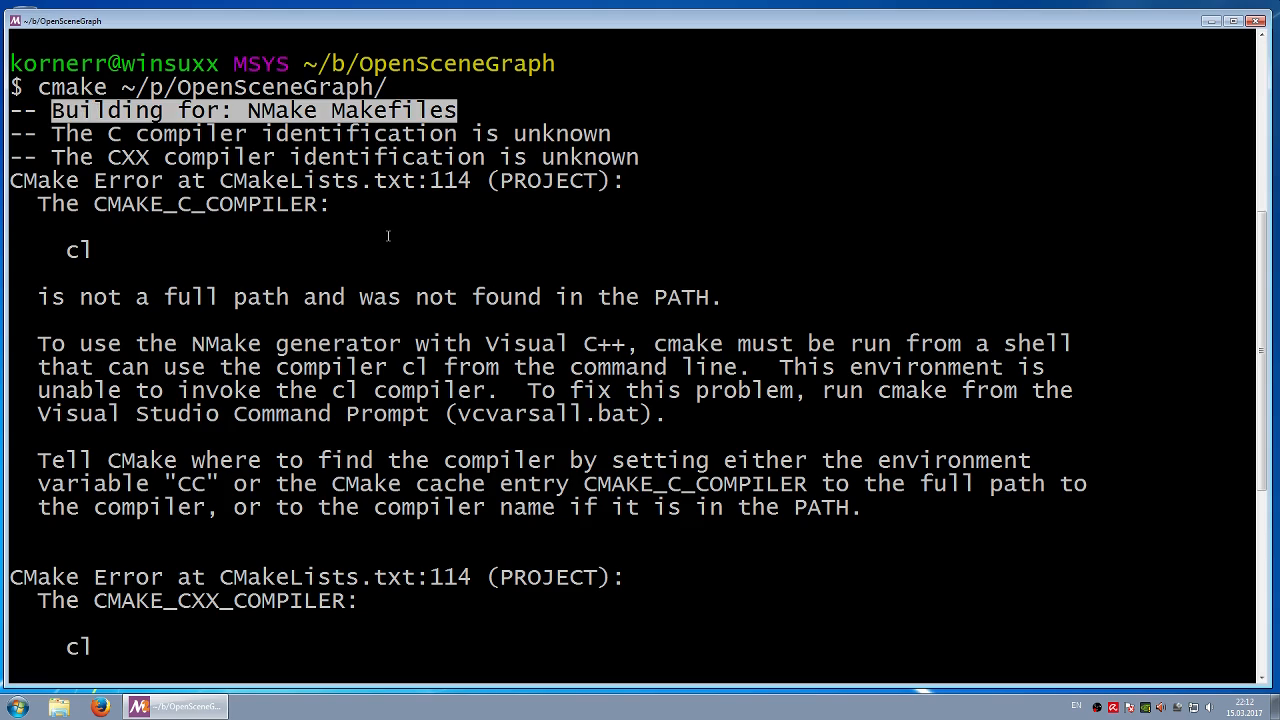 ~/b/OpenSceneGraph
kornerr@winsuxx MSYS ~/b/OpenSceneGraph
$ cmake ~/p/OpenSceneGraph/
-- Building for: NMake Makefiles
-- The C compiler identification is unknown
-- The CXX compiler identification is unknown
CMake Error at CMakeLists.txt:114 (PROJECT):
The CMAKE_C_COMPILER:
cl
is not a full path and was not found in the PATH.
To use the NMake generator with Visual C++, cmake must be run from a shell
that can use the compiler cl from the command line.  This environment is
unable to invoke the cl compiler.  To fix this problem, run cmake from the
Visual Studio Command Prompt (vcvarsall.bat).
Tell CMake where to find the compiler by setting either the environment
variable "CC" or the CMake cache entry CMAKE_C_COMPILER to the full path to
the compiler, or to the compiler name if it is in the PATH.
CMake Error at CMakeLists.txt:114 (PROJECT):
The CMAKE_CXX_COMPILER:
cl
~/b/OpenSceneG...
EN
22:12
15.03.2017